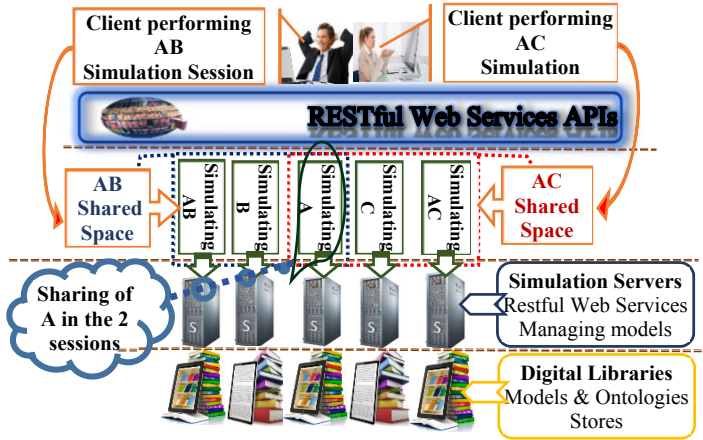 Client performing
AB
Simulation Session
Client performing
AC
Simulation
RESTful Web Services APIs
AB
Shared
Space
Simulating
AB
Simulating
B
Simulating
A
Simulating
C
Simulating
AC
AC
Shared
Space
Sharing of
A in the 2
sessions
S
S
S
S
S
Simulation Servers
Restful Web Services
Managing models
Digital Libraries
Models & Ontologies
Stores